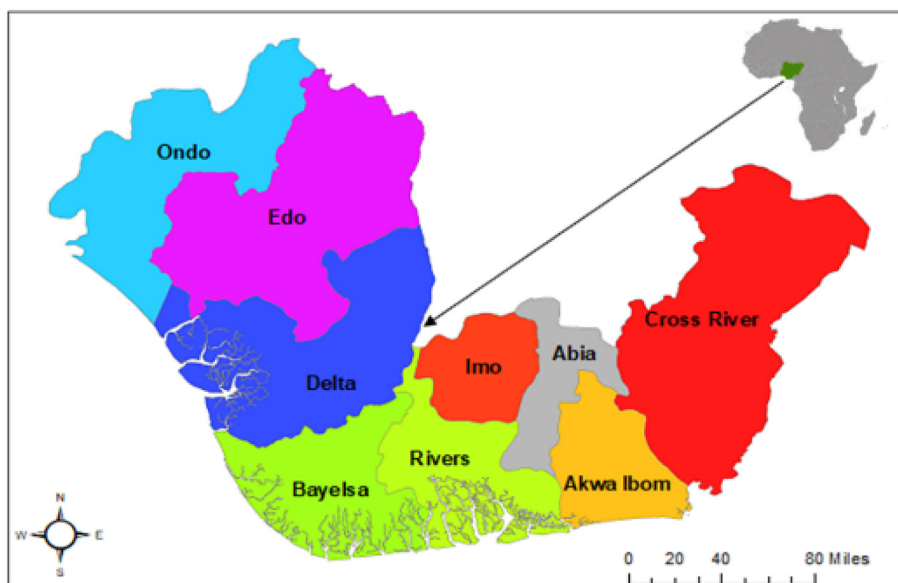 Ondo
Edo
Cross River
Abia
Imo
Delta
Rivers
Bayelsa
Akwa Ibom
N
W E
S
0 20 40 80 Miles